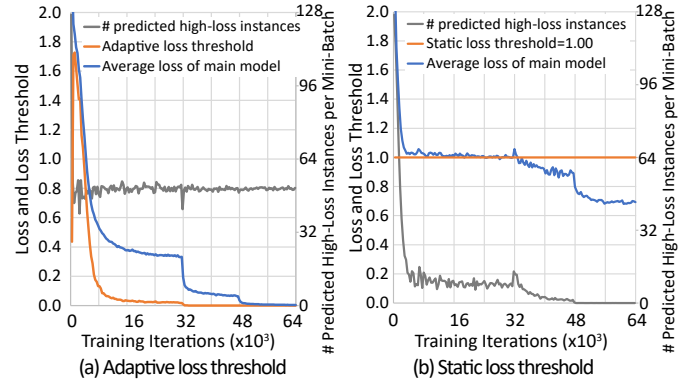 Loss and Loss Threshold
2.0
1.8
1.6
1.4
1.2
1.0
0.8
0.6
0.4
0.2
0.0
# predicted high-loss instances
Adaptive loss threshold
Average loss of main model
128
96
64
32
0
# Predicted High-Loss Instances per Mini-Batch
0 16 32 48 64
Training Iterations (x10³)
(a) Adaptive loss threshold
Loss and Loss Threshold
2.0
1.8
1.6
1.4
1.2
1.0
0.8
0.6
0.4
0.2
0.0
# predicted high-loss instances
Static loss threshold=1.00
Average loss of main model
128
96
64
32
0
# Predicted High-Loss Instances per Mini-Batch
0 16 32 48 64
Training Iterations (x10³)
(b) Static loss threshold